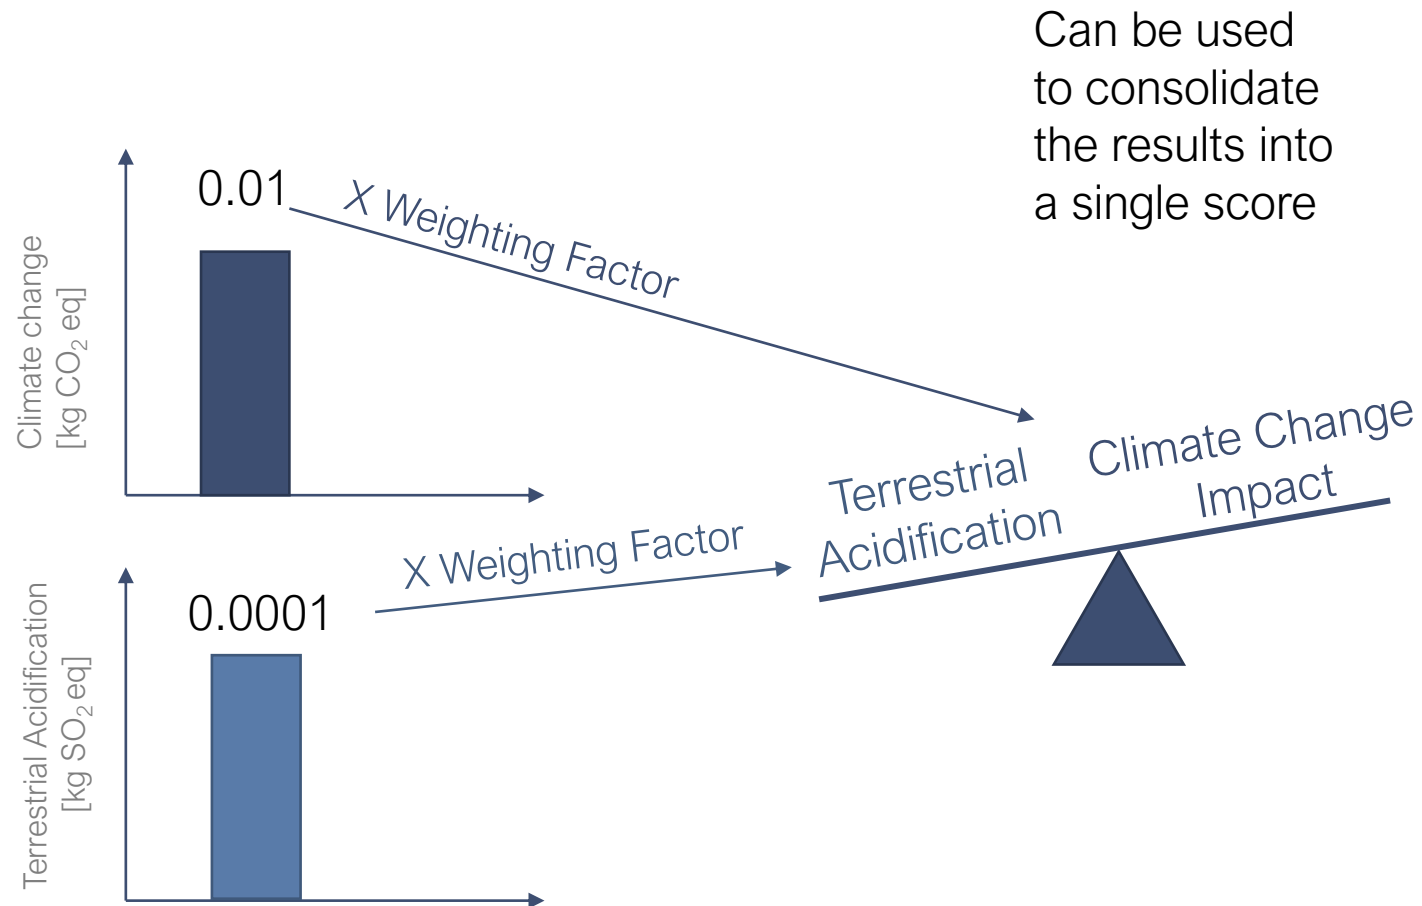 Can be used
to consolidate
the results into
a single score
0.01
X Weighting Factor
Climate change
[kg CO₂ eq]
Terrestrial
Acidification
Climate Change
Impact
X Weighting Factor
0.0001
Terrestrial Acidification
[kg SO₂ eq]